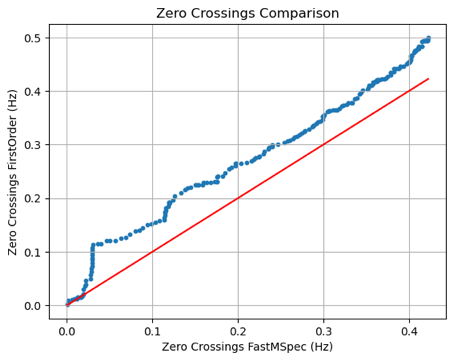 Zero Crossings Comparison
0.5
0.4
0.3
0.2
0.1
0.0
Zero Crossings FirstOrder (Hz)
0.0 0.1 0.2 0.3 0.4
Zero Crossings FastMSpec (Hz)